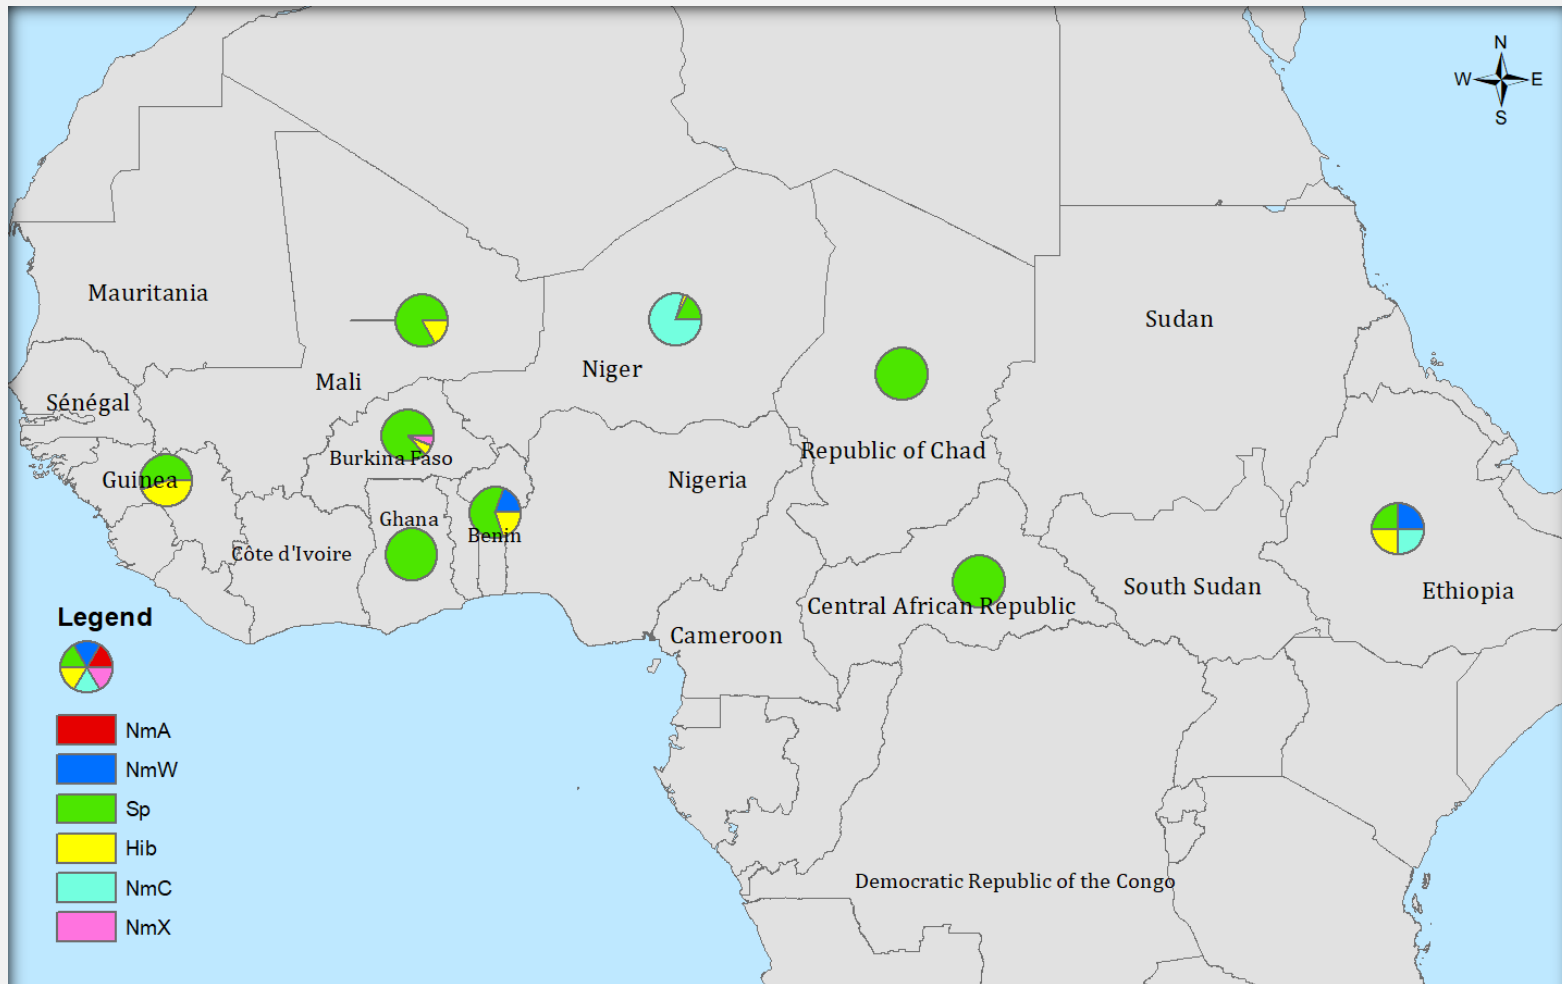 N
W E
S
Mauritania
Sudan
Niger
Mali
Sénégal
Republic of Chad
Burkina Faso
Guinea
Nigeria
Ghana
Benin
Côte d'Ivoire
South Sudan
Ethiopia
Central African Republic
Cameroon
Democratic Republic of the Congo
Legend
NmA
NmW
Sp
Hib
NmC
NmX